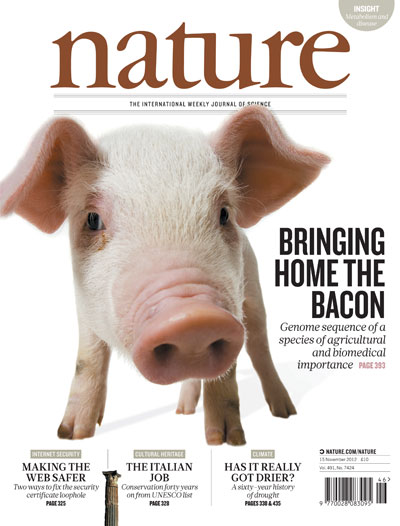 INSIGHT
Metabolism and
disease
nature
THE INTERNATIONAL WEEKLY JOURNAL OF SCIENCE
BRINGING
HOME THE
BACON
Genome sequence of a
species of agricultural
and biomedical
importance PAGE 393
INTERNET SECURITY
MAKING THE
WEB SAFER
Two ways to fix the security
certificate loophole
PAGE 325
CULTURAL HERITAGE
THE ITALIAN
JOB
Conservation forty years
on from UNESCO list
PAGE 328
CLIMATE
HAS IT REALLY
GOT DRIER?
A sixty-year history
of drought
PAGES 338 & 435
NATURE.COM/NATURE
15 November 2012 £10
Vol. 491, No. 7424
46
9 770028 083095